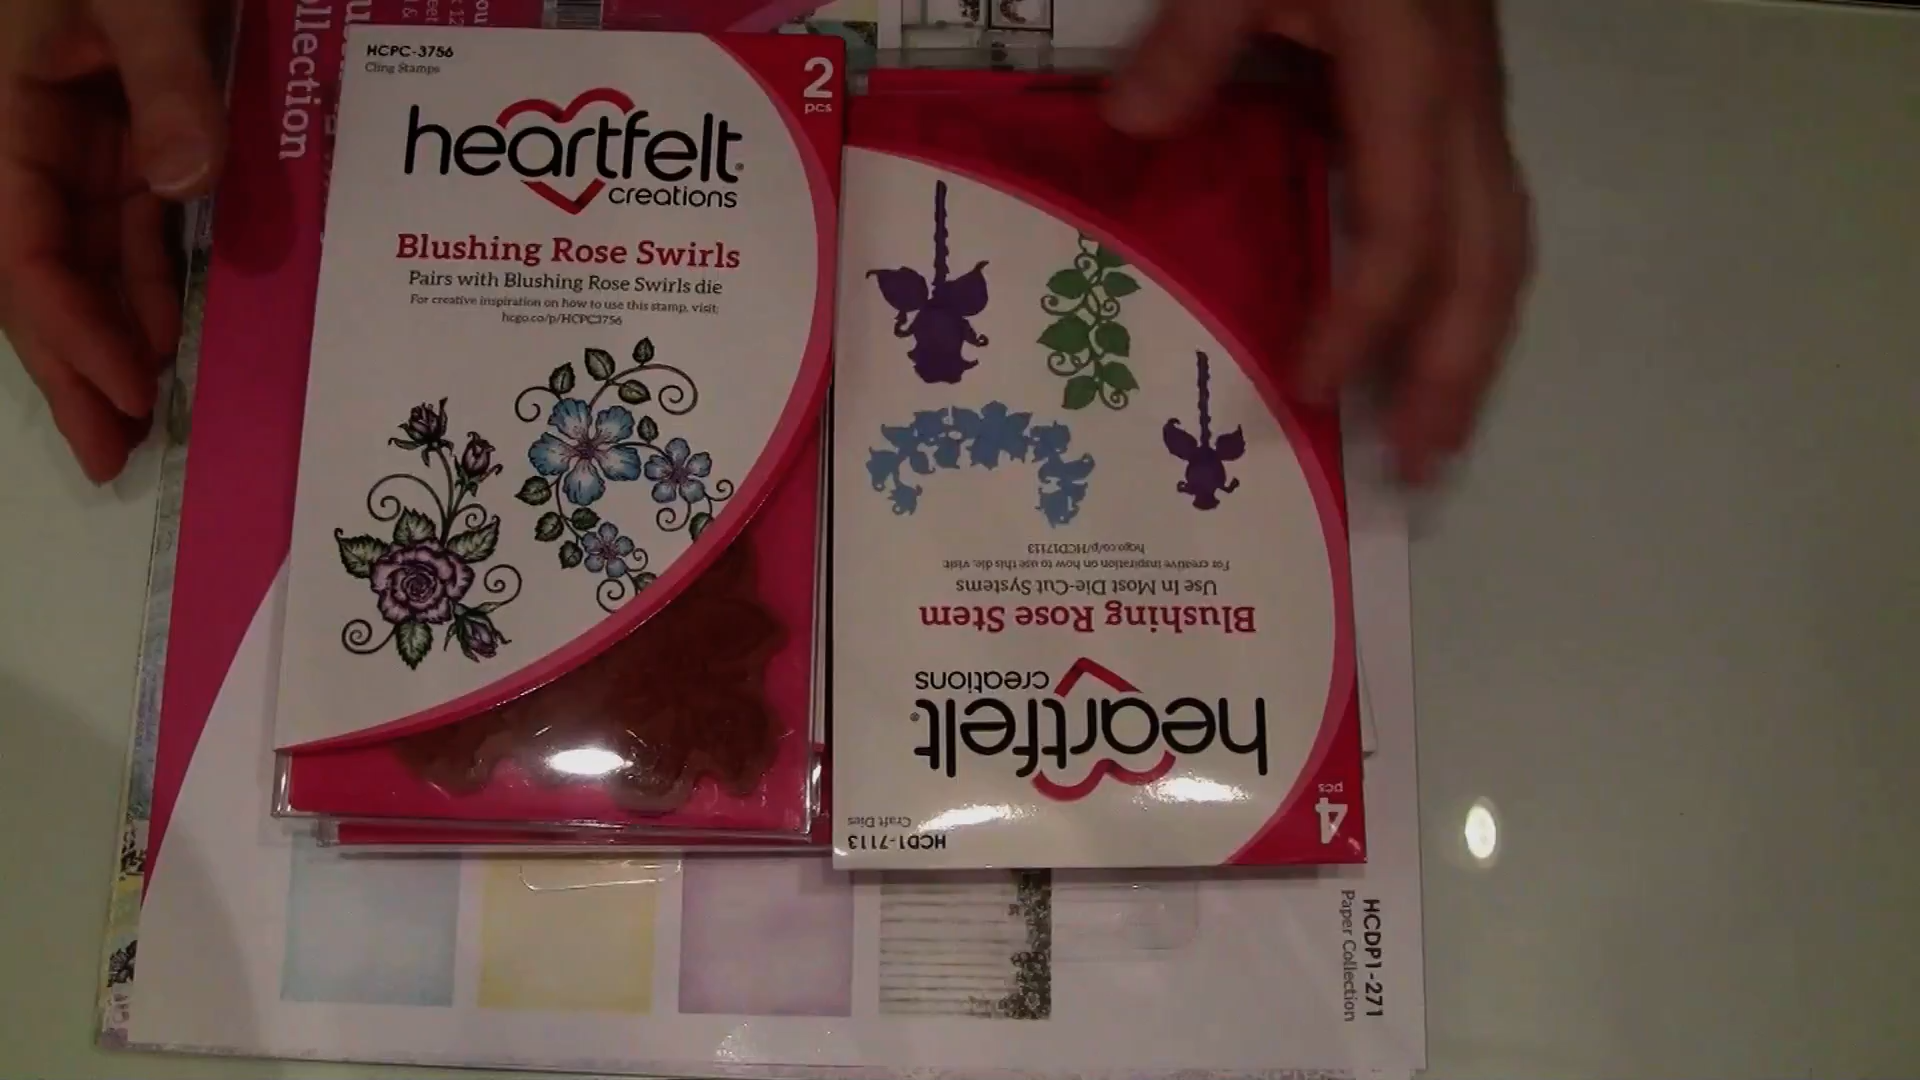 HCPC-3756
Cling Stamps
2
pcs
heartfelt
creations
Blushing Rose Swirls
Pairs with Blushing Rose Swirls die
For creative inspiration on how to use this stamp, visit:
hcgo.co/p/HCPC3756
HCD1-7113
Craft Dies
4
pcs
heartfelt
creations
Blushing Rose Stem
Use In Most Die-Cut Systems
For creative inspiration on how to use this die, visit:
hcgo.co/p/HCD17113
HCDP1-271
Paper Collection
ollection